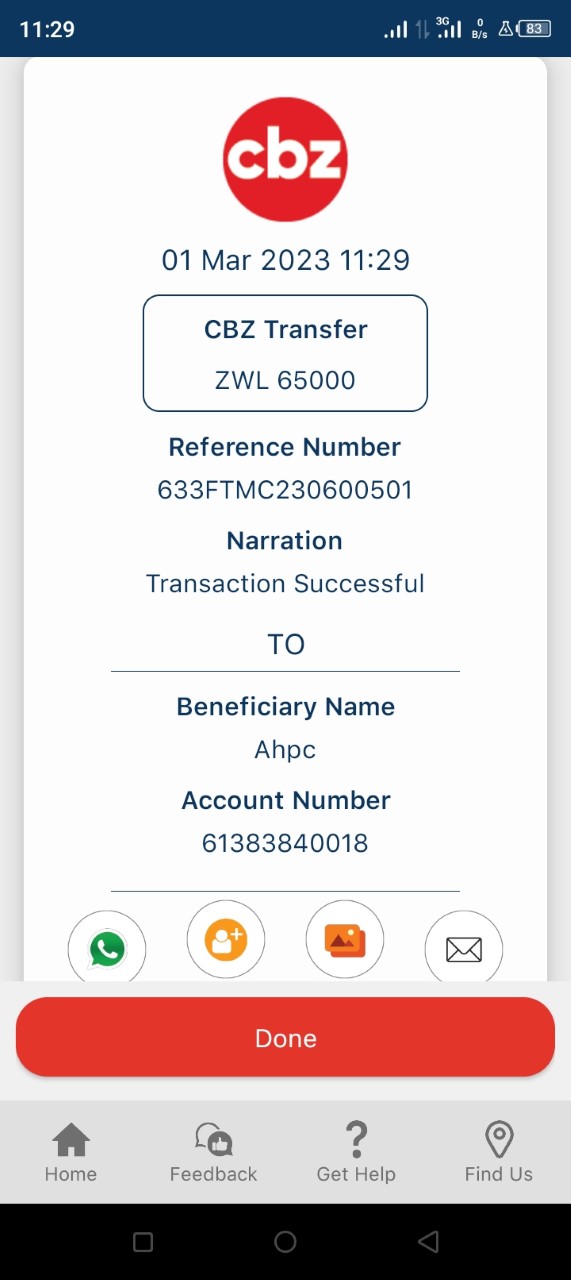 11:29
3G
0
B/s
83
cbz
01 Mar 2023 11:29
CBZ Transfer
ZWL 65000
Reference Number
633FTMC230600501
Narration
Transaction Successful
TO
Beneficiary Name
Ahpc
Account Number
61383840018
Done
Home
Feedback
Get Help
Find Us